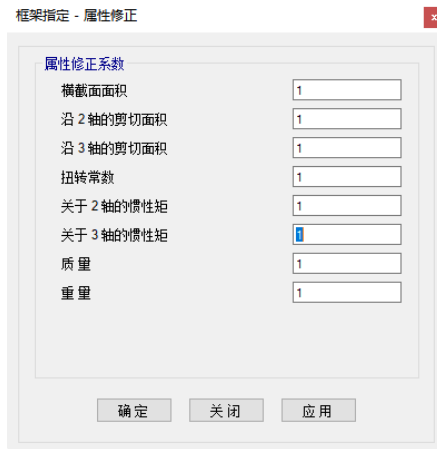 框架指定 - 属性修正
x
属性修正系数
横截面面积 1
沿 2 轴的剪切面积 1
沿 3 轴的剪切面积 1
扭转常数 1
关于 2 轴的惯性矩 1
关于 3 轴的惯性矩 1
质量 1
重量 1
确定 关闭 应用